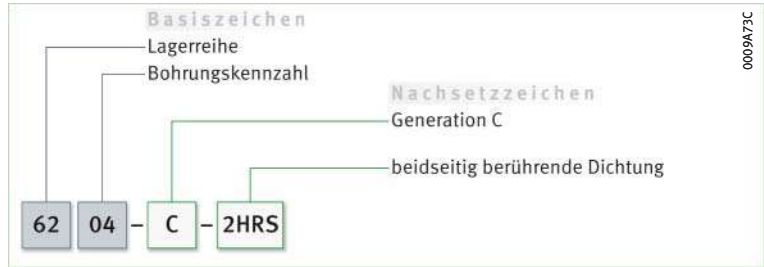 Basiszeichen
Lagerreihe
Bohrungskennzahl
Nachsetzzeichen
Generation C
beidseitig berührende Dichtung
62 04 – C – 2HRS
0009A73C